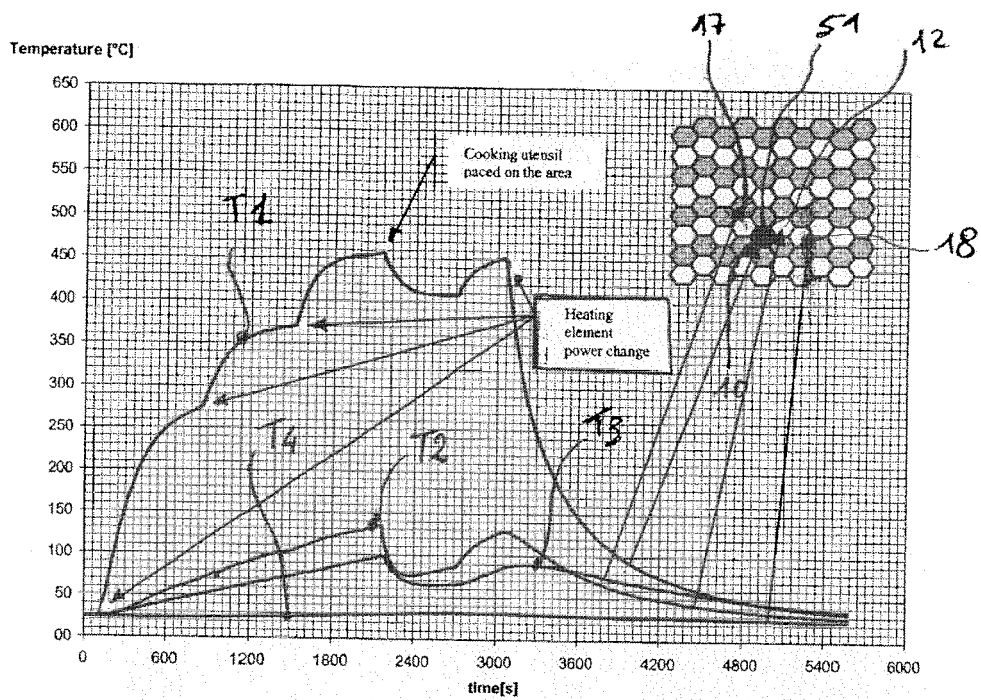 17
51
12
Temperature [°C]
650
600
550
500
450
400
350
300
250
200
150
100
50
00
Cooking utensil
paced on the area
T1
18
Heating
element
power change
10
T4
T2
T3
0
600
1200
1800
2400
3000
3600
4200
4800
5400
6000
time[s]